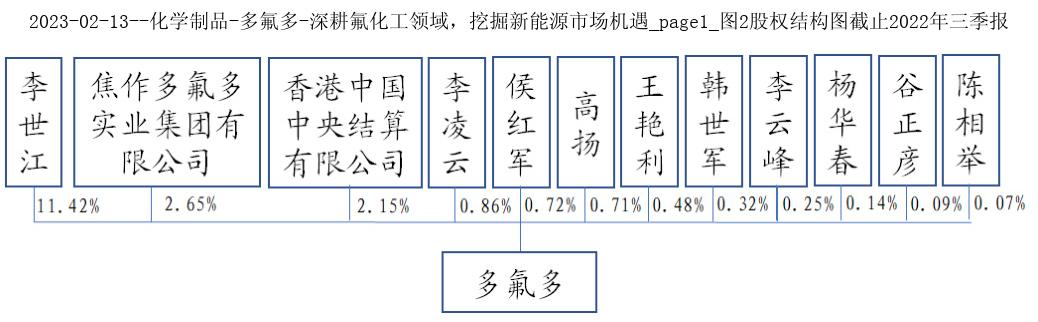 2023-02-13--化学制品-多氟多-深耕氟化工领域，挖掘新能源市场机遇_page1_图2股权结构图截止2022年三季报
李世江
焦作多氟多
实业集团有
限公司
香港中国
中央结算
有限公司
李凌云
侯红军
高扬
王艳利
韩世军
李云峰
杨华春
谷正彦
陈相举
11.42%
2.65%
2.15%
0.86%
0.72%
0.71%
0.48%
0.32%
0.25%
0.14%
0.09%
0.07%
多氟多